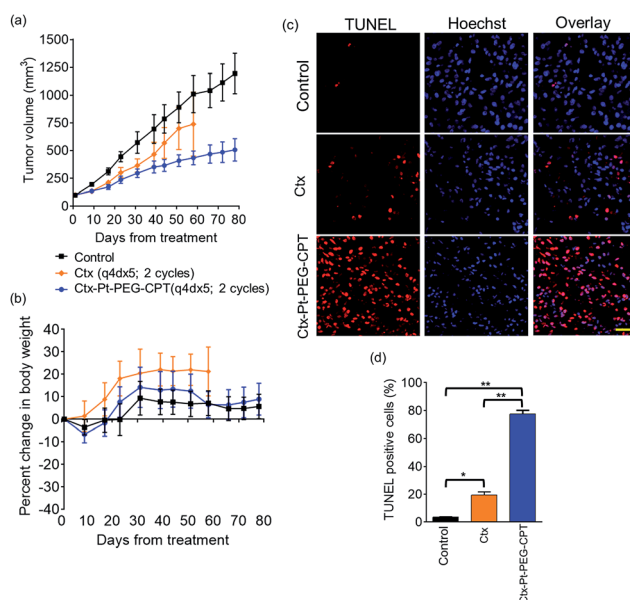 (a)
1500
1250
1000
750
500
250
0
Tumor volume (mm³)
0 10 20 30 40 50 60 70 80
Days from treatment
Control
Ctx (q4dx5; 2 cycles)
Ctx-Pt-PEG-CPT(q4dx5; 2 cycles)
(b)
40
30
20
10
0
-10
-20
-30
-40
Percent change in body weight
0 10 20 30 40 50 60 70 80
Days from treatment
(c)
TUNEL Hoechst Overlay
Control
Ctx
Ctx-Pt-PEG-CPT
(d)
TUNEL positive cells (%)
100
80
60
40
20
0
**
**
*
Control
Ctx
Ctx-Pt-PEG-CPT